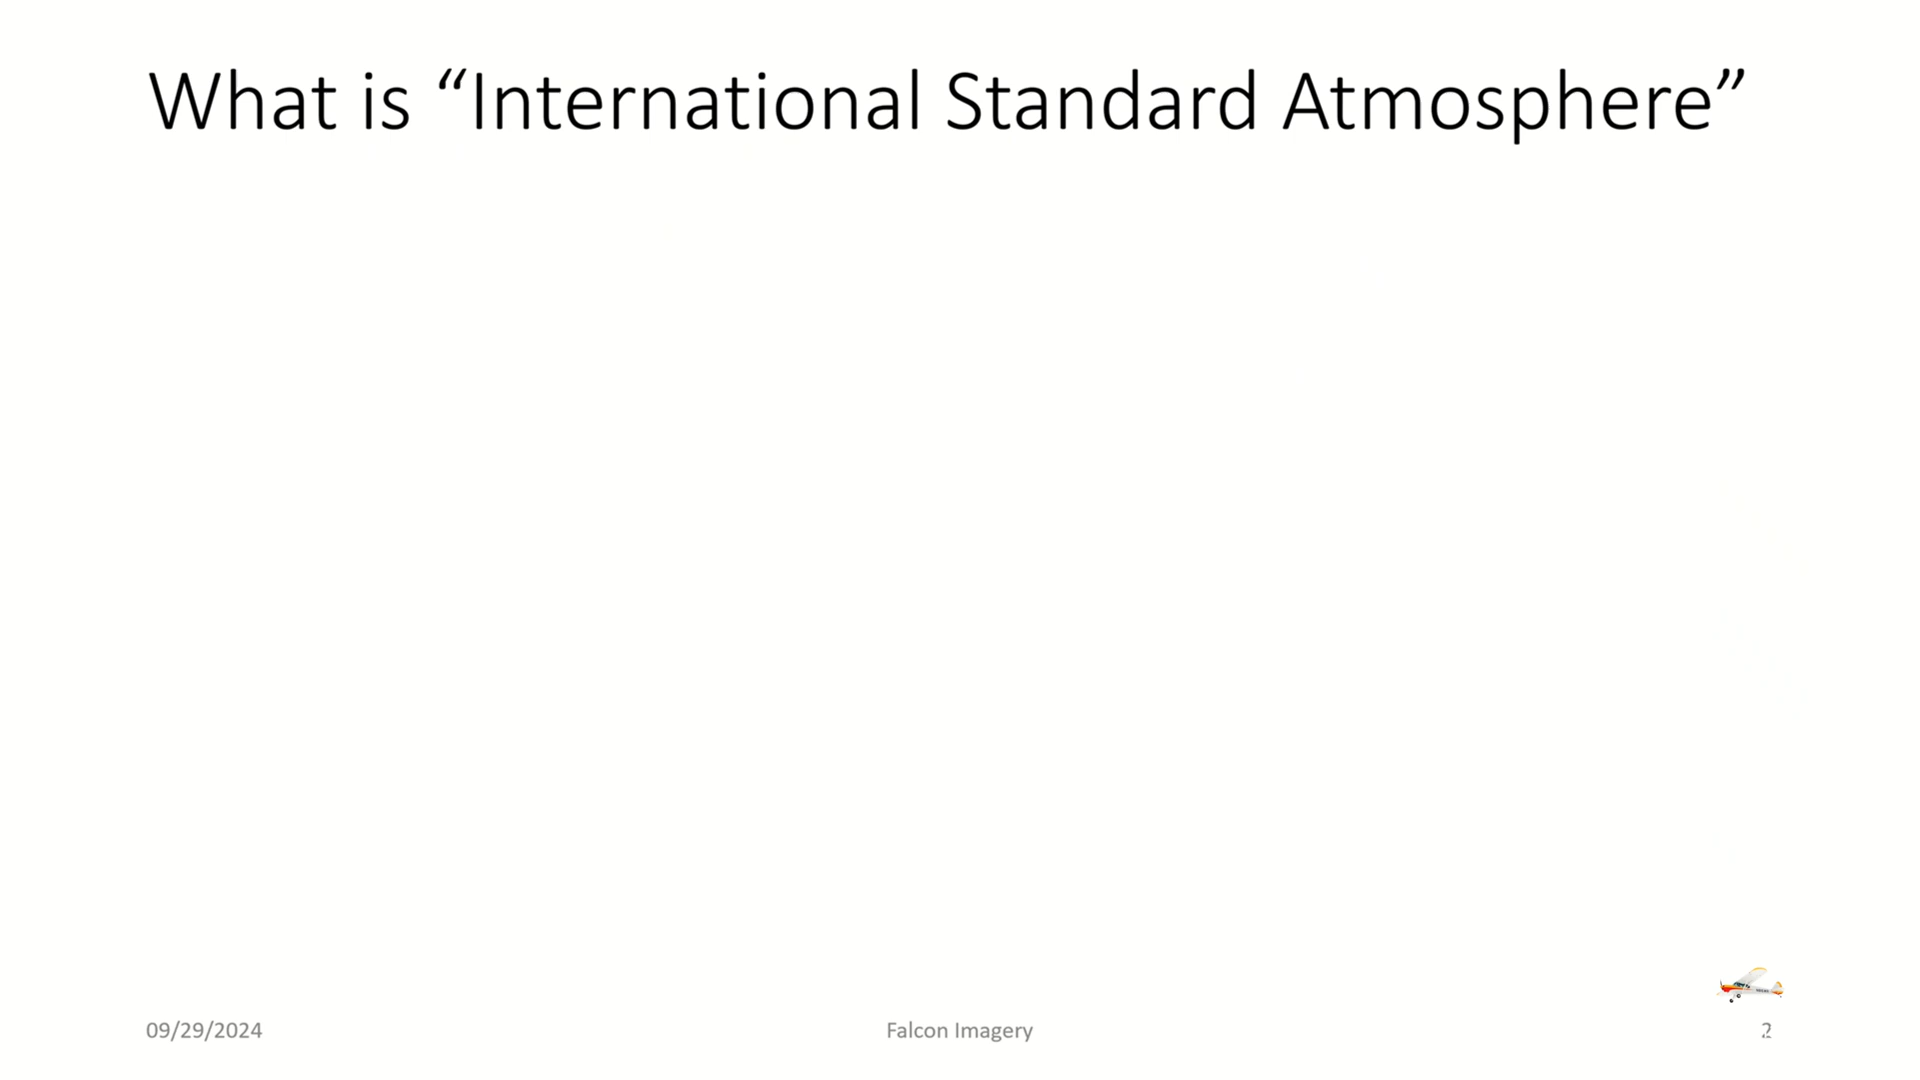 What is “International Standard Atmosphere”
09/29/2024
Falcon Imagery
2